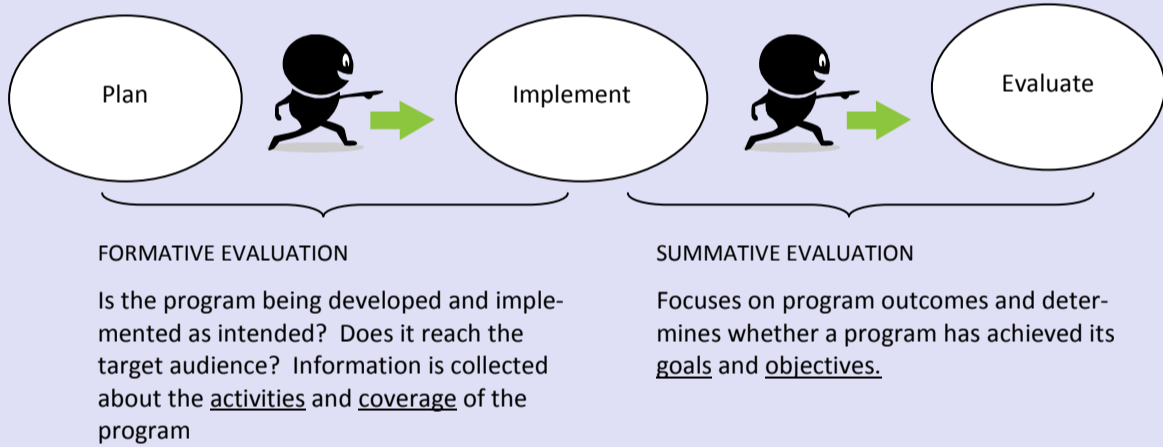 Plan
Implement
Evaluate
FORMATIVE EVALUATION
Is the program being developed and imple-
mented as intended?  Does it reach the
target audience?  Information is collected
about the activities and coverage of the
program
SUMMATIVE EVALUATION
Focuses on program outcomes and deter-
mines whether a program has achieved its
goals and objectives.